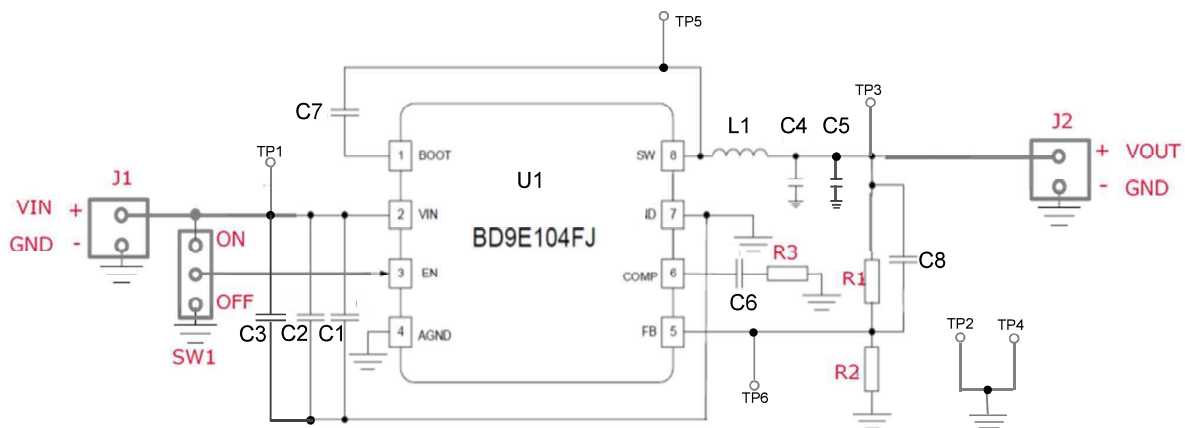 TP5
C7
TP3
TP1
L1
C4
C5
J2
1
BOOT
SW
8
+ VOUT
J1
U1
- GND
VIN +
2
VIN
ID
7
GND -
ON
BD9E104FJ
3
EN
COMP
6
R3
C8
OFF
C6
R1
C3
C2
C1
4
AGND
FB
5
TP2
TP4
SW1
R2
TP6